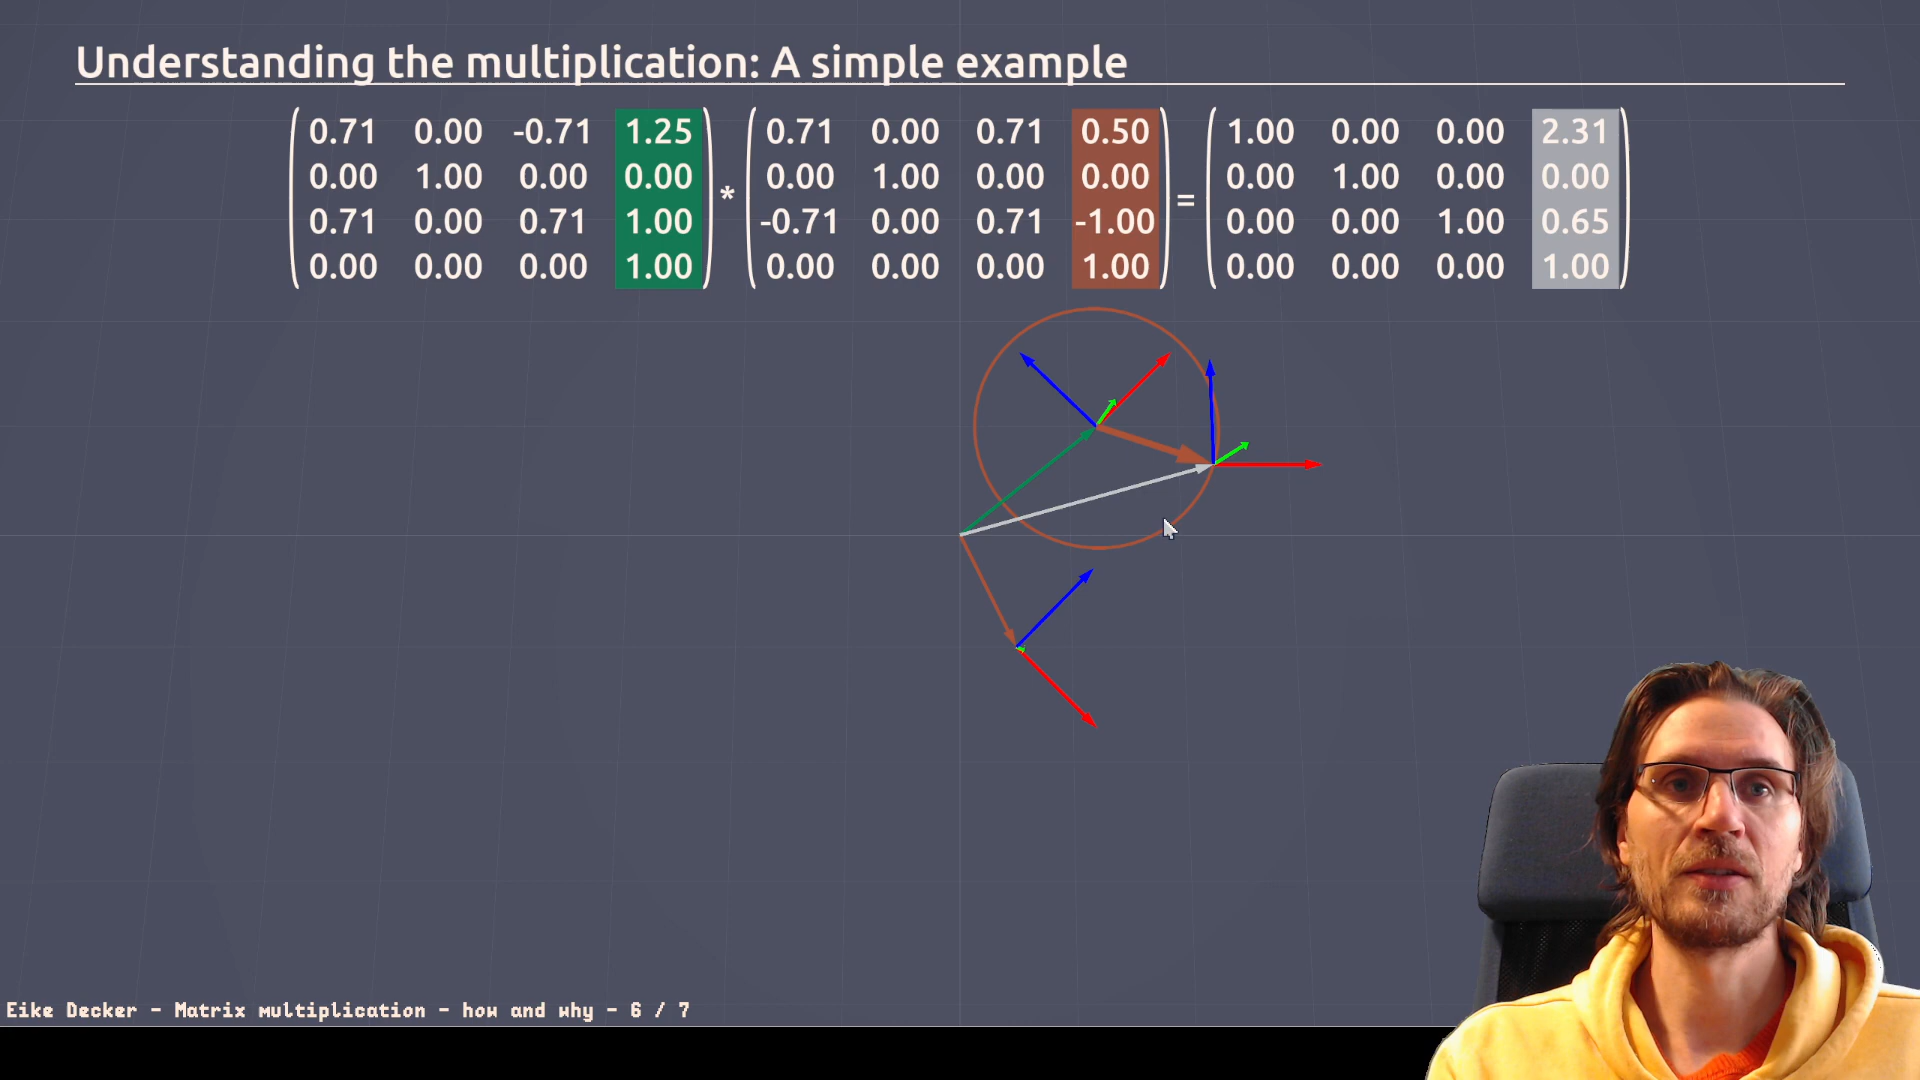 Understanding the multiplication: A simple example
0.71 0.00 -0.71 1.25 0.71 0.00 0.71 0.50 1.00 0.00 0.00 2.31
0.00 1.00 0.00 0.00 * 0.00 1.00 0.00 0.00 = 0.00 1.00 0.00 0.00
0.71 0.00 0.71 1.00 -0.71 0.00 0.71 -1.00 0.00 0.00 1.00 0.65
0.00 0.00 0.00 1.00 0.00 0.00 0.00 1.00 0.00 0.00 0.00 1.00
Eike Decker - Matrix multiplication - how and why - 6 / 7